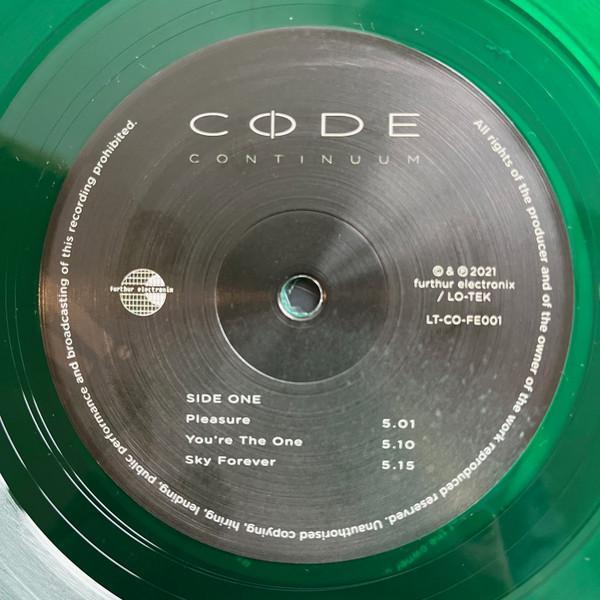 CΦDE
CONTINUUM
All rights of the producer and of the owner of the work reproduced reserved. Unauthorised copying, hiring, lending, public performance and broadcasting of this recording prohibited.
furthur electronix
© & ℗ 2021
furthur electronix
/ LO-TEK
LT-CO-FE001
SIDE ONE
Pleasure 5.01
You're The One 5.10
Sky Forever 5.15